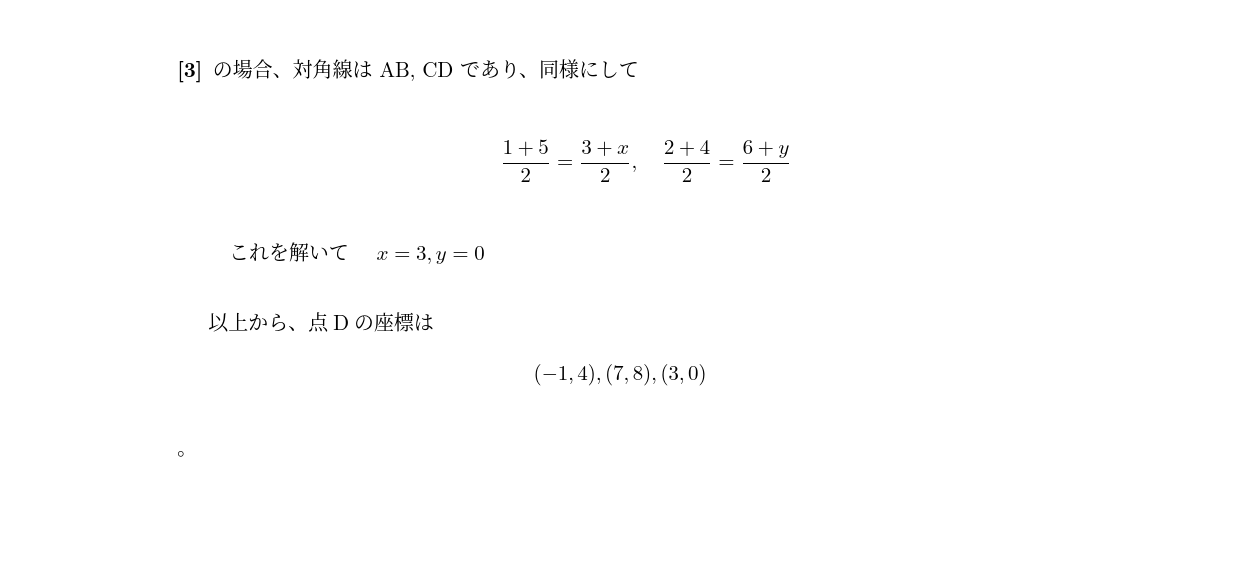 [3] の場合、対角線は AB, CD であり、同様にして
\frac{1+5}{2} = \frac{3+x}{2}, \quad \frac{2+4}{2} = \frac{6+y}{2}
これを解いて x = 3, y = 0
以上から、点 D の座標は
(−1, 4), (7, 8), (3, 0)
。